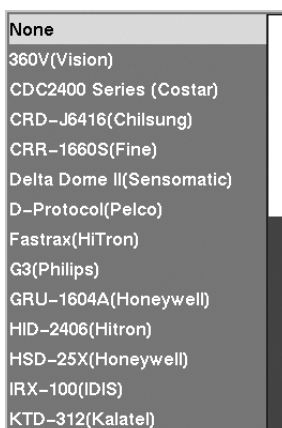 None
360V(Vision)
CDC2400 Series (Costar)
CRD-J6416(Chilsung)
CRR-1660S(Fine)
Delta Dome II(Sensomatic)
D-Protocol(Pelco)
Fastrax(HiTron)
G3(Philips)
GRU-1604A(Honeywell)
HID-2406(Hitron)
HSD-25X(Honeywell)
IRX-100(IDIS)
KTD-312(Kalatel)